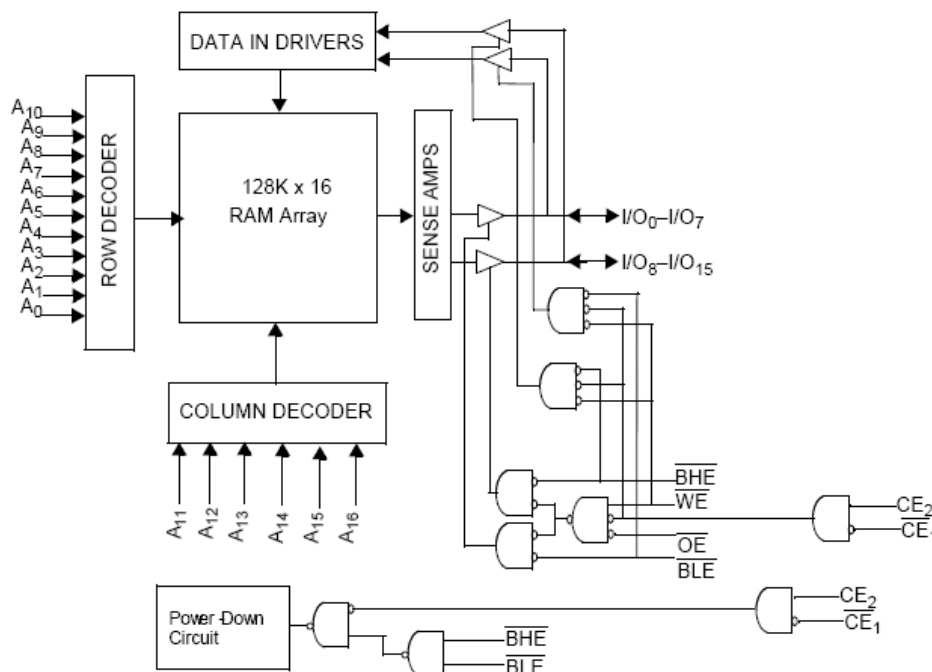 DATA IN DRIVERS
A10
A9
A8
A7
A6
A5
A4
A3
A2
A1
A0
ROW DECODER
128K x 16
RAM Array
SENSE AMPS
I/O0–I/O7
I/O8–I/O15
COLUMN DECODER
A11
A12
A13
A14
A15
A16
BHE
WE
OE
BLE
CE2
CE
Power-Down
Circuit
BHE
BLE
CE2
CE1